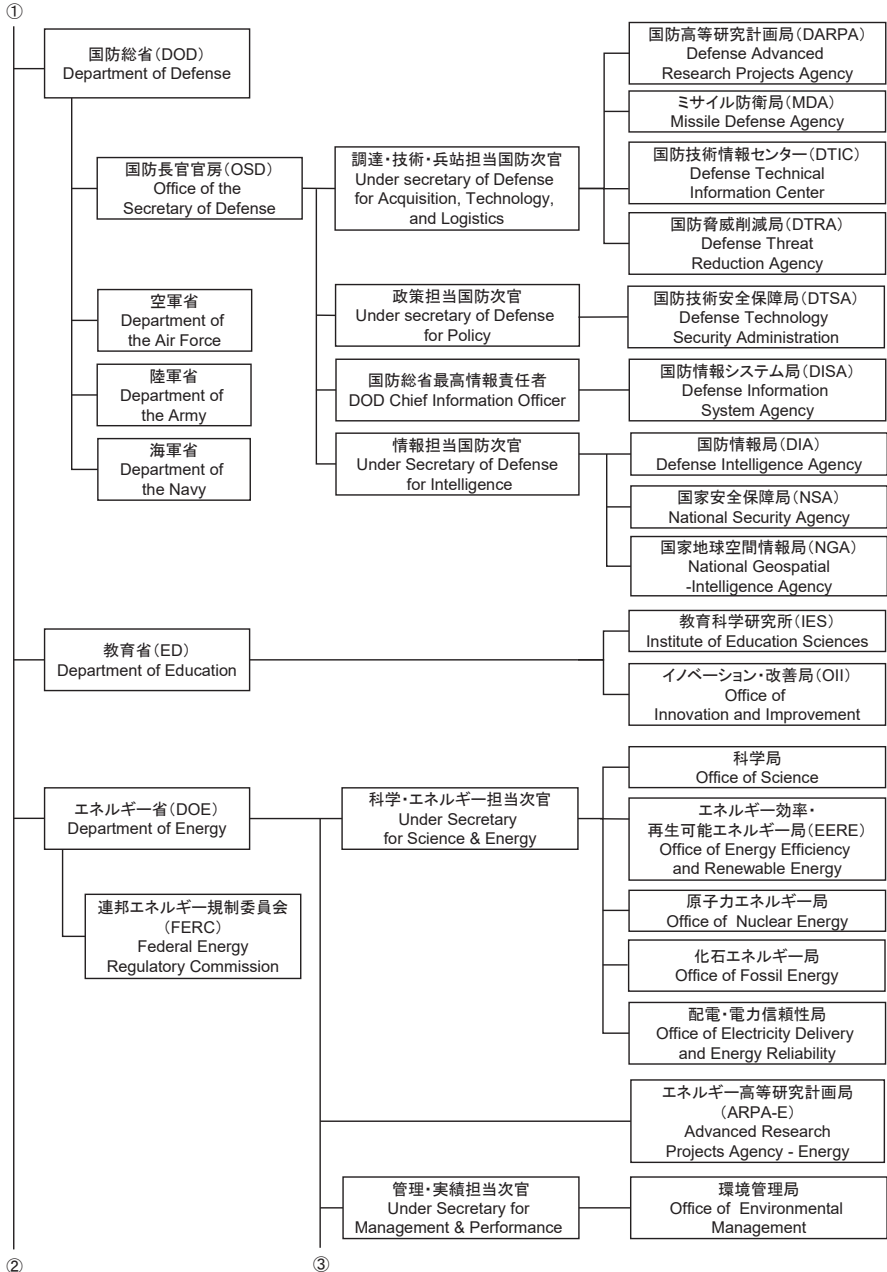 ①
国防総省(DOD)
Department of Defense
国防長官官房(OSD)
Office of the
Secretary of Defense
空軍省
Department of
the Air Force
陸軍省
Department of
the Army
海軍省
Department of
the Navy
調達・技術・兵站担当国防次官
Under secretary of Defense
for Acquisition, Technology,
and Logistics
国防高等研究計画局(DARPA)
Defense Advanced
Research Projects Agency
ミサイル防衛局(MDA)
Missile Defense Agency
国防技術情報センター(DTIC)
Defense Technical
Information Center
国防脅威削減局(DTRA)
Defense Threat
Reduction Agency
政策担当国防次官
Under secretary of Defense
for Policy
国防技術安全保障局(DTSA)
Defense Technology
Security Administration
国防総省最高情報責任者
DOD Chief Information Officer
国防情報システム局(DISA)
Defense Information
System Agency
情報担当国防次官
Under Secretary of Defense
for Intelligence
国防情報局(DIA)
Defense Intelligence Agency
国家安全保障局(NSA)
National Security Agency
国家地球空間情報局(NGA)
National Geospatial
-Intelligence Agency
教育省(ED)
Department of Education
教育科学研究所(IES)
Institute of Education Sciences
イノベーション・改善局(OII)
Office of
Innovation and Improvement
エネルギー省(DOE)
Department of Energy
連邦エネルギー規制委員会
(FERC)
Federal Energy
Regulatory Commission
科学・エネルギー担当次官
Under Secretary
for Science & Energy
科学局
Office of Science
エネルギー効率・
再生可能エネルギー局(EERE)
Office of Energy Efficiency
and Renewable Energy
原子力エネルギー局
Office of Nuclear Energy
化石エネルギー局
Office of Fossil Energy
配電・電力信頼性局
Office of Electricity Delivery
and Energy Reliability
エネルギー高等研究計画局
(ARPA-E)
Advanced Research
Projects Agency - Energy
管理・実績担当次官
Under Secretary for
Management & Performance
環境管理局
Office of Environmental
Management
②
③